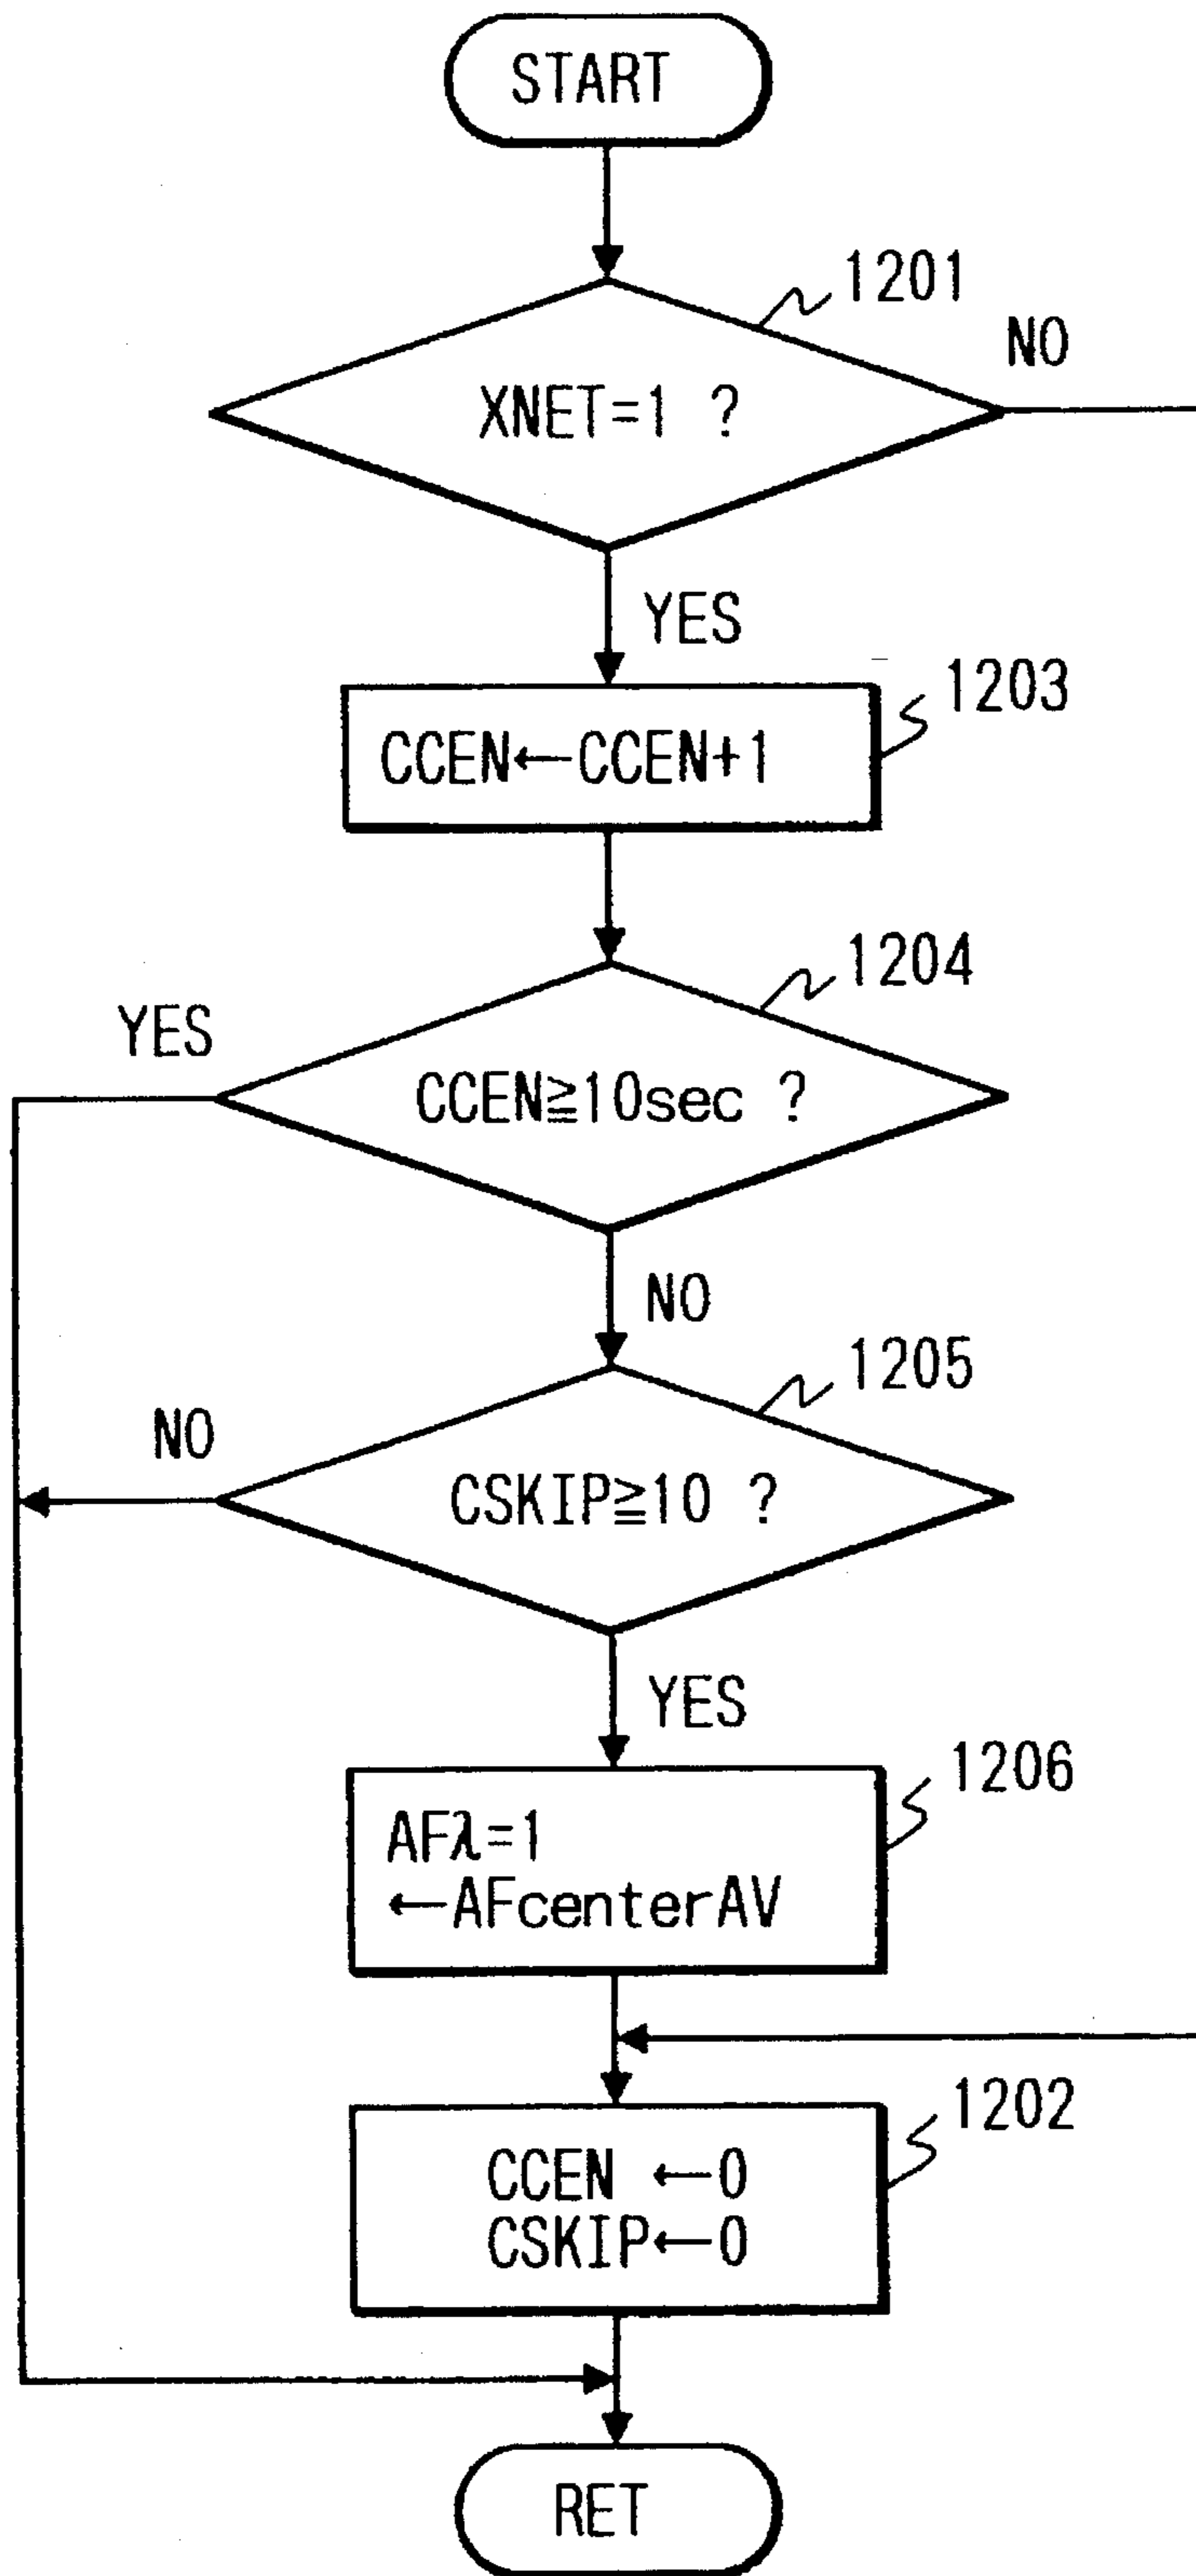 START
1201
NO
XNET=1 ?
YES
1203
CCEN←CCEN+1
1204
YES
CCEN≧10sec ?
NO
1205
NO
CSKIP≧10 ?
YES
1206
AFλ=1
←AFcenterAV
1202
CCEN ←0
CSKIP←0
RET